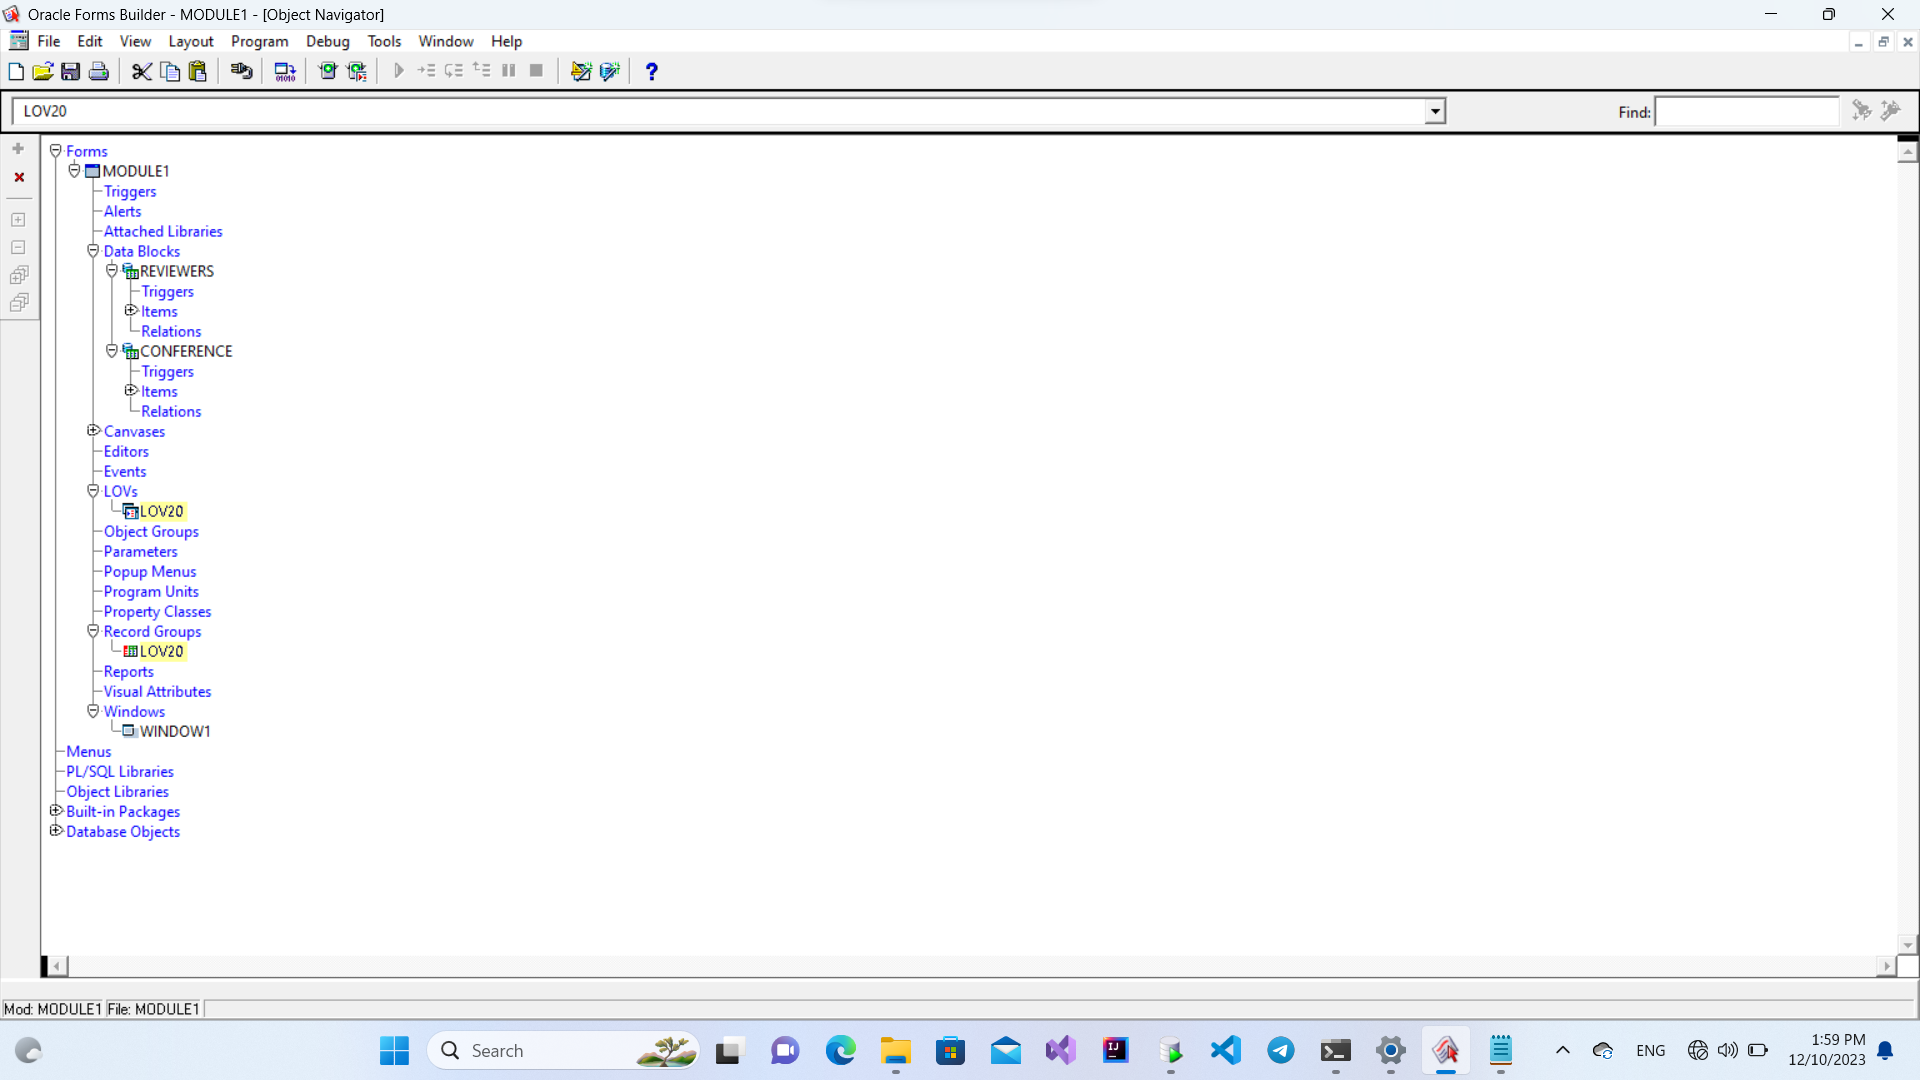 Oracle Forms Builder - MODULE1 - [Object Navigator]
File Edit View Layout Program Debug Tools Window Help
LOV20
Find:
Forms
MODULE1
Triggers
Alerts
Attached Libraries
Data Blocks
REVIEWERS
Triggers
Items
Relations
CONFERENCE
Triggers
Items
Relations
Canvases
Editors
Events
LOVs
LOV20
Object Groups
Parameters
Popup Menus
Program Units
Property Classes
Record Groups
LOV20
Reports
Visual Attributes
Windows
WINDOW1
Menus
PL/SQL Libraries
Object Libraries
Built-in Packages
Database Objects
Mod: MODULE1 File: MODULE1
Search
ENG
1:59 PM
12/10/2023